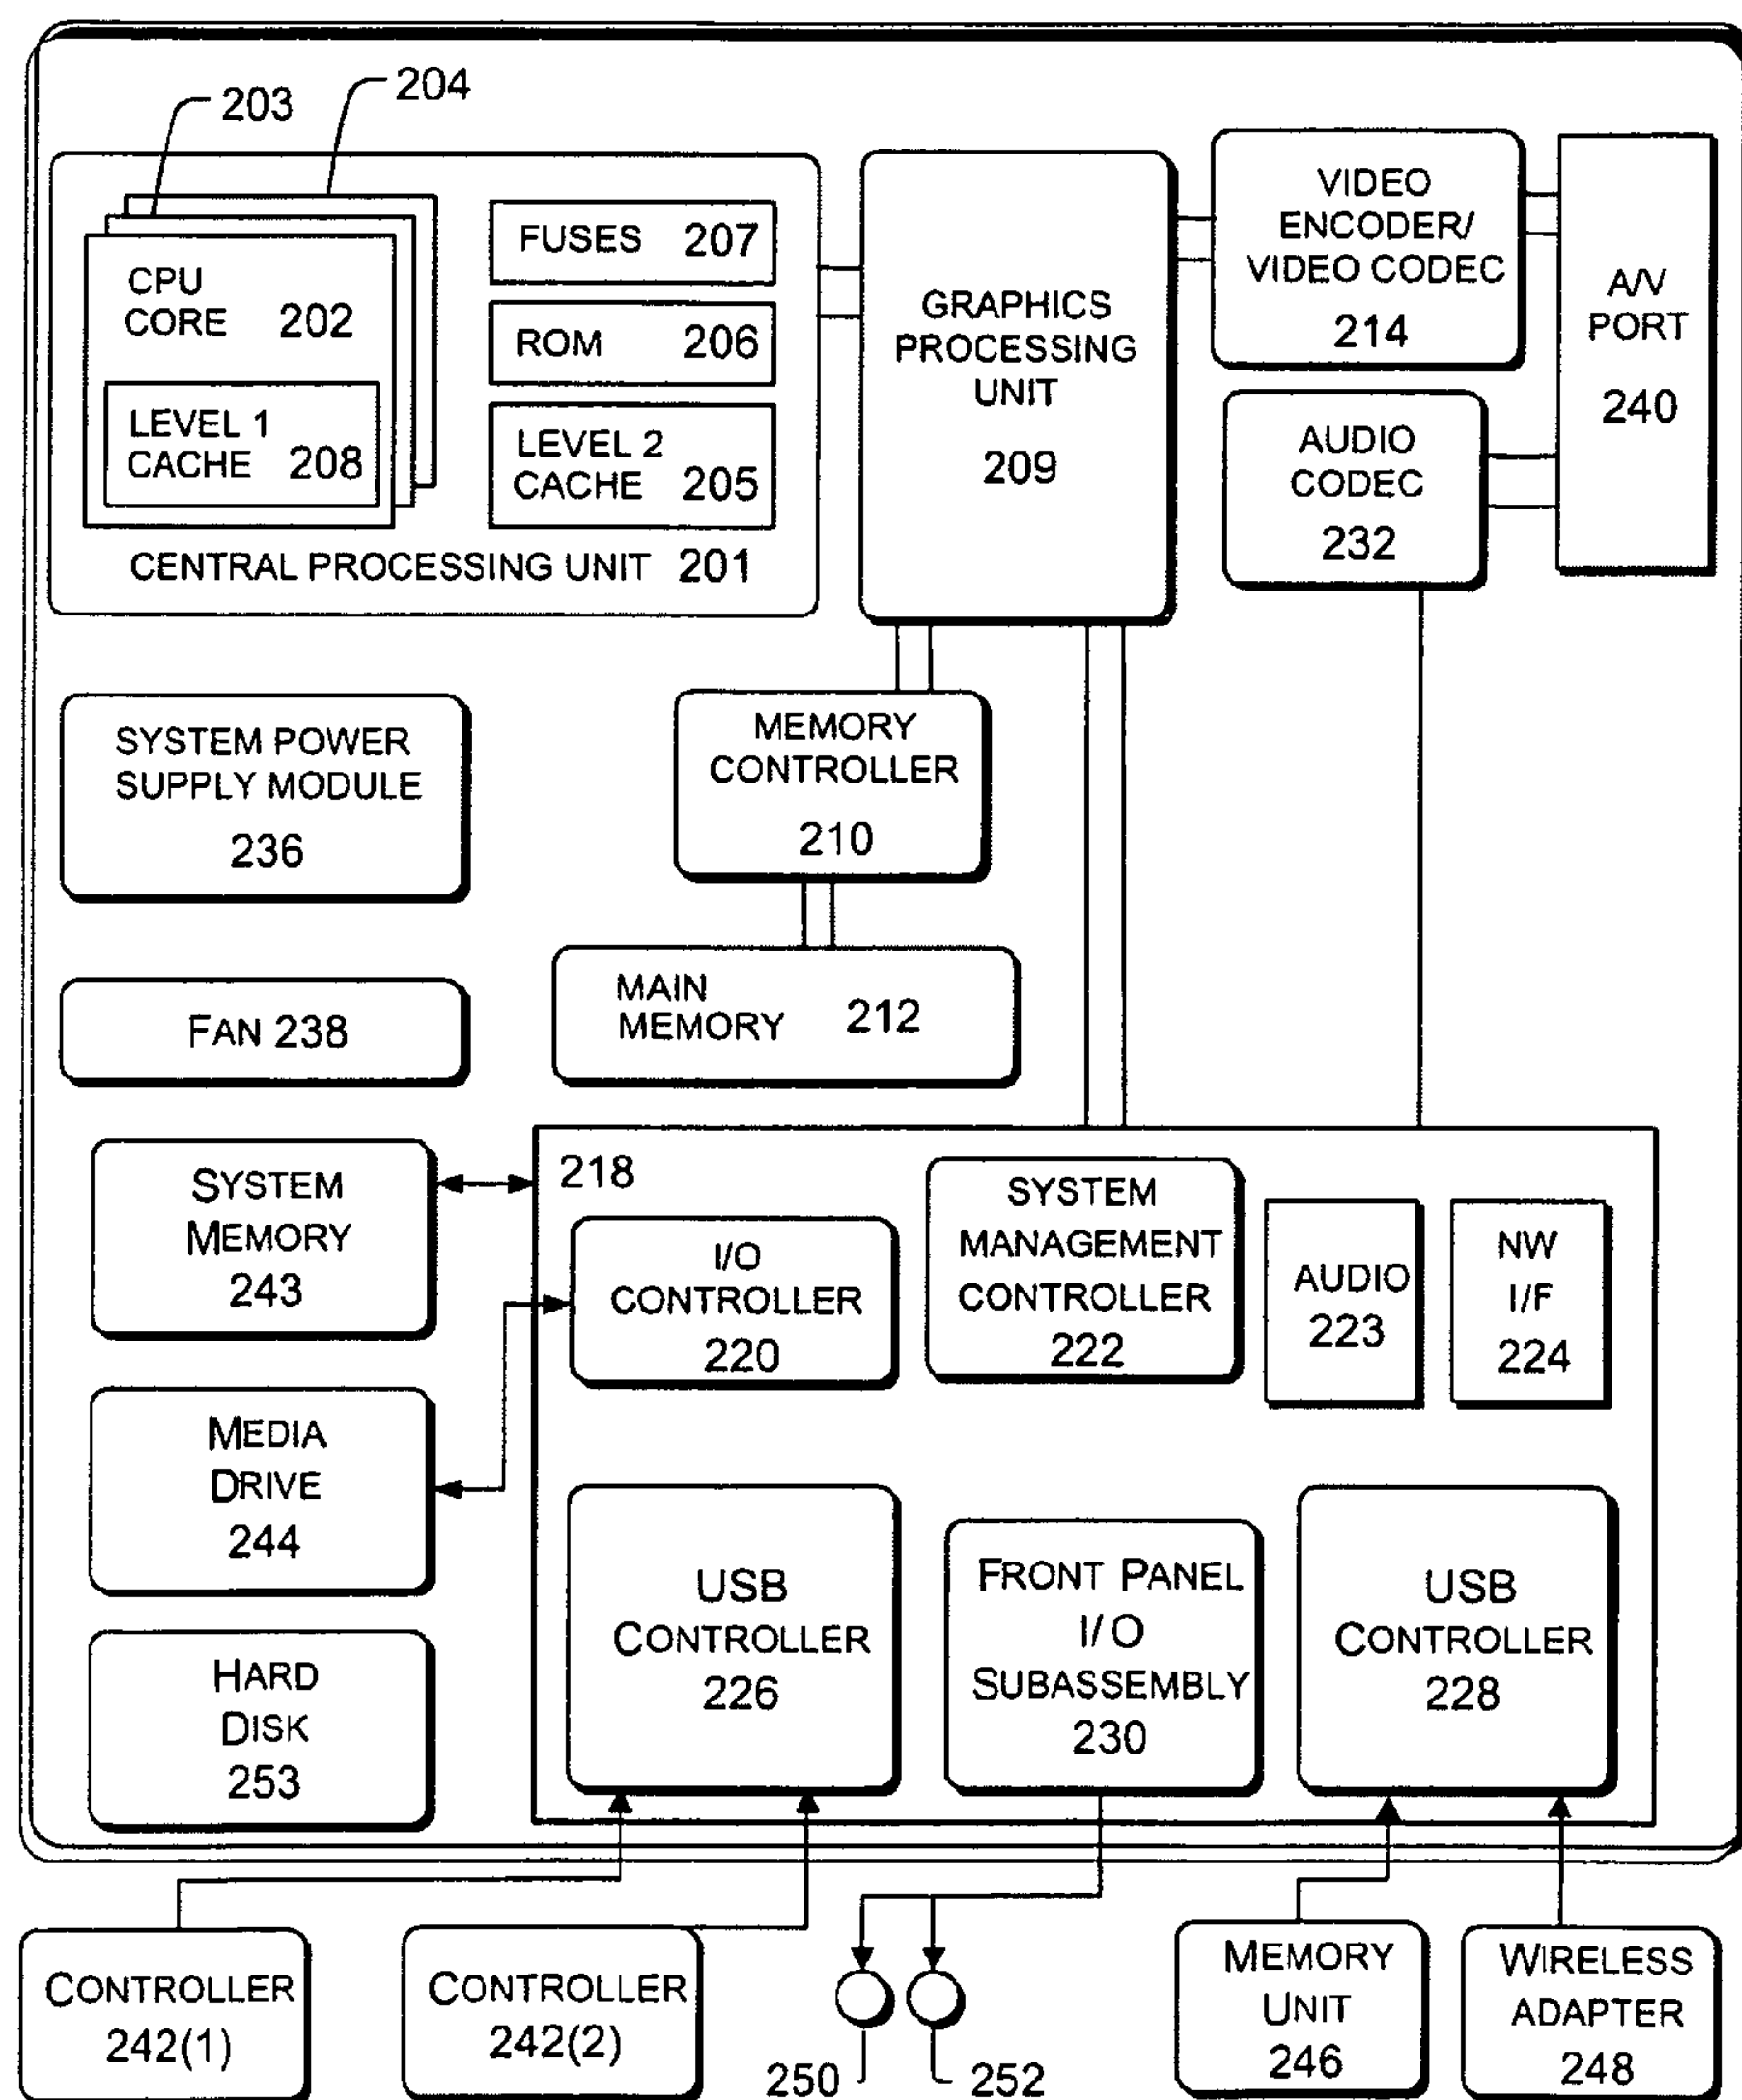 203
204
CPU
CORE 202
LEVEL 1
CACHE 208
FUSES 207
ROM 206
LEVEL 2
CACHE 205
CENTRAL PROCESSING UNIT 201
GRAPHICS
PROCESSING
UNIT
209
VIDEO
ENCODER/
VIDEO CODEC
214
A/V
PORT
240
AUDIO
CODEC
232
SYSTEM POWER
SUPPLY MODULE
236
MEMORY
CONTROLLER
210
FAN 238
MAIN
MEMORY 212
SYSTEM
MEMORY
243
MEDIA
DRIVE
244
HARD
DISK
253
218
I/O
CONTROLLER
220
SYSTEM
MANAGEMENT
CONTROLLER
222
AUDIO
223
NW
I/F
224
USB
CONTROLLER
226
FRONT PANEL
I/O
SUBASSEMBLY
230
USB
CONTROLLER
228
CONTROLLER
242(1)
CONTROLLER
242(2)
250
252
MEMORY
UNIT
246
WIRELESS
ADAPTER
248